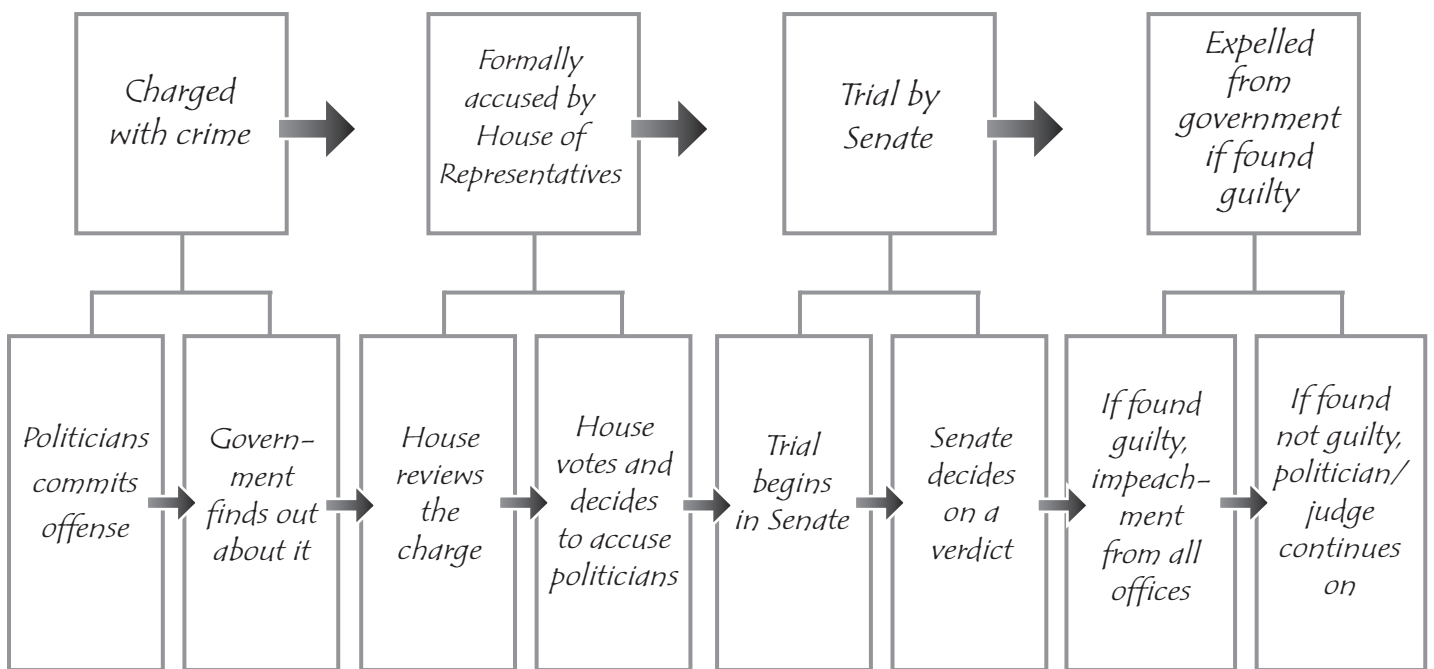 Charged
with crime
Formally
accused by
House of
Representatives
Trial by
Senate
Expelled
from
government
if found
guilty
Politicians
commits
offense
Govern-
ment
finds out
about it
House
reviews
the
charge
House
votes and
decides
to accuse
politicians
Trial
begins
in Senate
Senate
decides
on a
verdict
If found
guilty,
impeach-
ment
from all
offices
If found
not guilty,
politician/
judge
continues
on